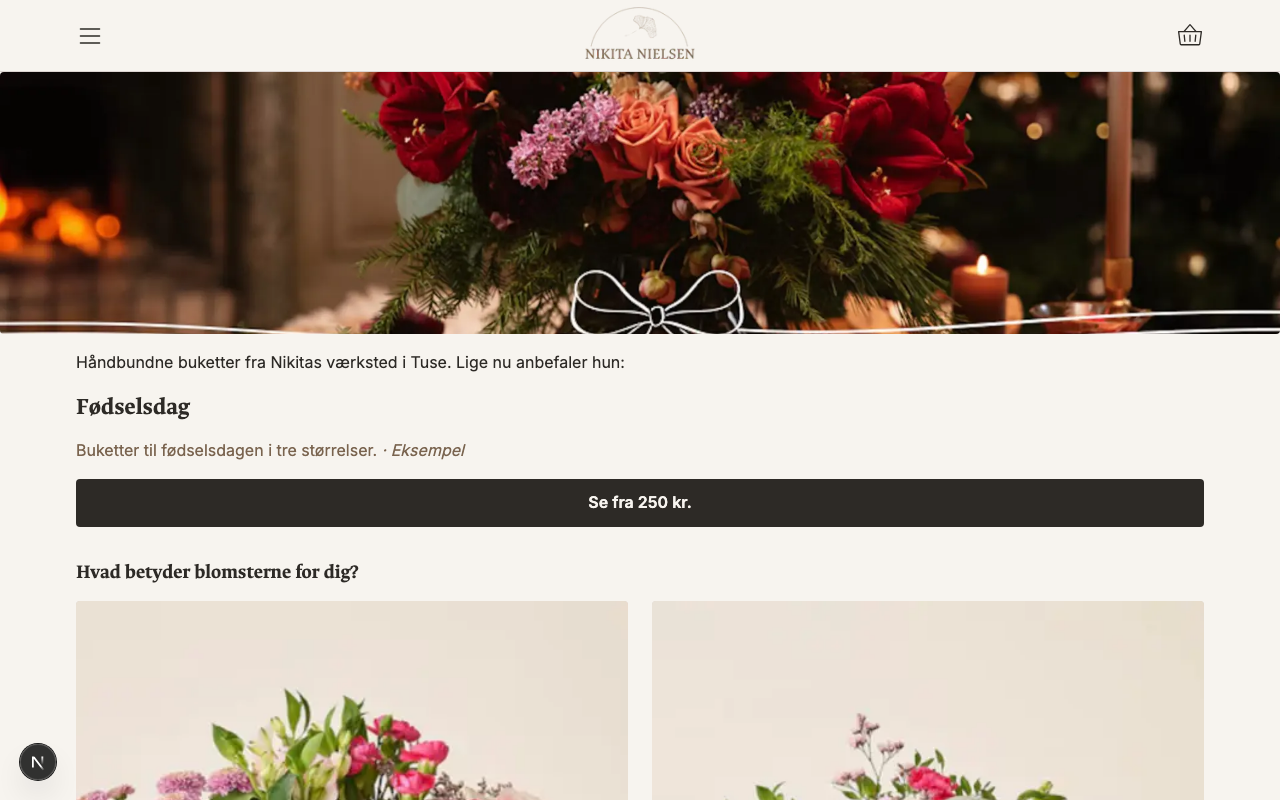 NIKITA NIELSEN
Håndbundne buketter fra Nikitas værksted i Tuse. Lige nu anbefaler hun:
Fødselsdag
Buketter til fødselsdagen i tre størrelser. · Eksempel
Se fra 250 kr.
Hvad betyder blomsterne for dig?
N